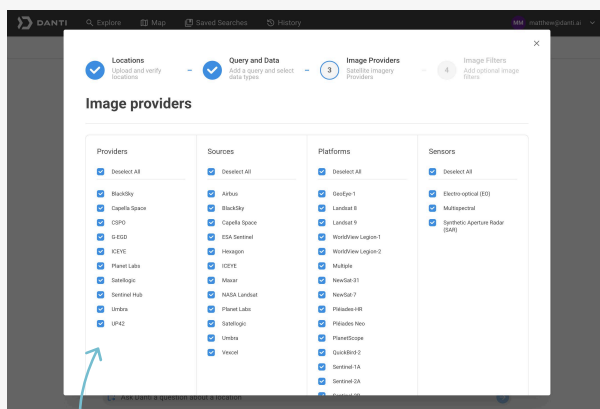 DANTI
Explore
Map
Saved Searches
History
MM
matthew@danti.ai
Locations
Upload and verify
locations
Query and Data
Add a query and select
data types
3
Image Providers
Satellite imagery
Providers
4
Image Filters
Add optional image
filters
Image providers
Providers
Deselect All
BlackSky
Capella Space
CSPO
G-EGD
ICEYE
Planet Labs
Satellogic
Sentinel Hub
Umbra
UP42
Sources
Deselect All
Airbus
BlackSky
Capella Space
ESA Sentinel
Hexagon
ICEYE
Maxar
NASA Landsat
Planet Labs
Satellogic
Umbra
Vexcel
Platforms
Deselect All
GeoEye-1
Landsat 8
Landsat 9
WorldView Legion-1
WorldView Legion-2
Multiple
NewSat-31
NewSat-7
Pléiades-HR
Pléiades Neo
PlanetScope
QuickBird-2
Sentinel-1A
Sentinel-2A
Sensors
Deselect All
Electro-optical (EO)
Multispectral
Synthetic Aperture Radar
(SAR)
Ask Danti a question about a location